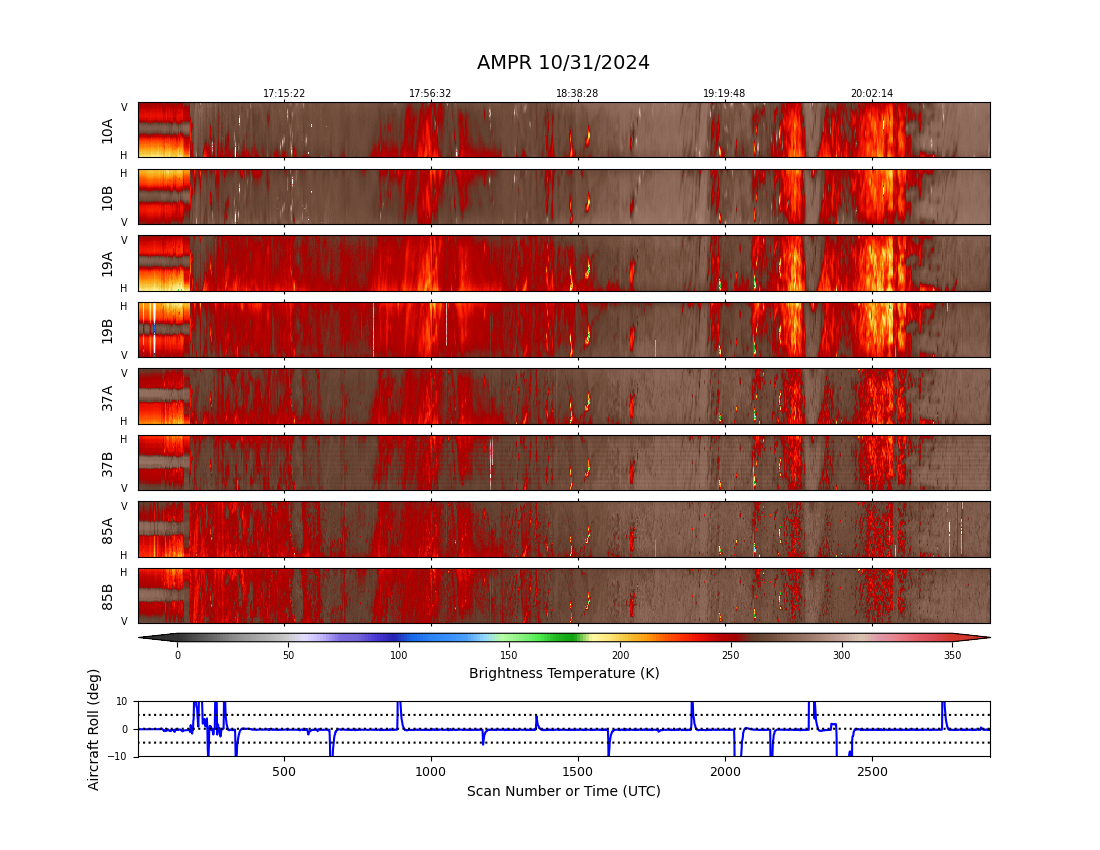 AMPR 10/31/2024
17:15:22 17:56:32 18:38:28 19:19:48 20:02:14
V
10A
H
H
10B
V
V
19A
H
H
19B
V
V
37A
H
H
37B
V
V
85A
H
H
85B
V
0 50 100 150 200 250 300 350
Brightness Temperature (K)
Aircraft Roll (deg)
10
0
−10
500 1000 1500 2000 2500
Scan Number or Time (UTC)